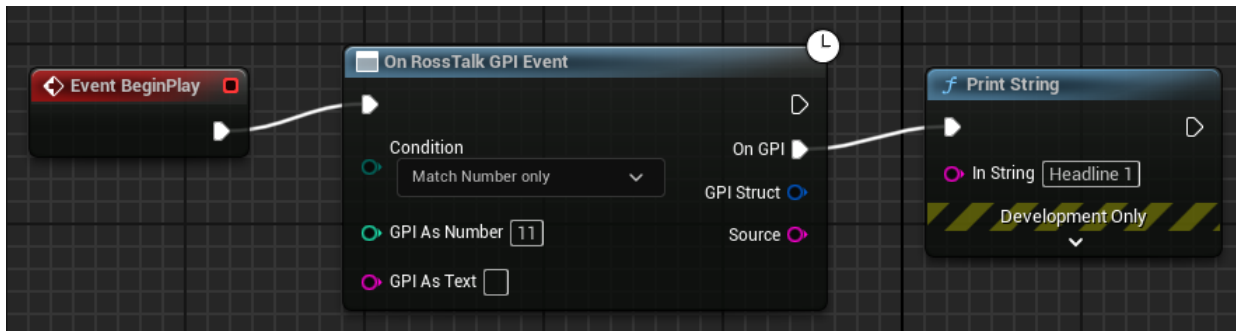 Event BeginPlay
On RossTalk GPI Event
Condition
Match Number only
GPI As Number 11
GPI As Text
On GPI
GPI Struct
Source
Print String
In String Headline 1
Development Only